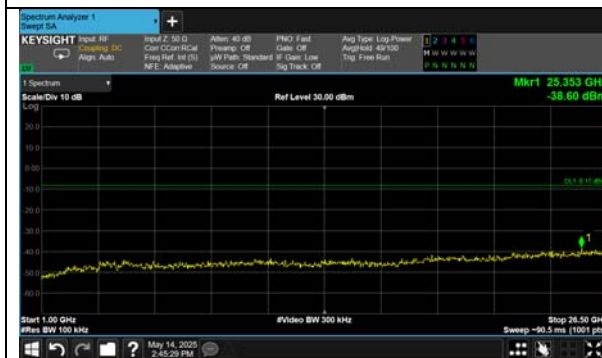 Spectrum Analyzer 1
Swept SA
+
KEYSIGHT
Input: RF
Coupling: DC
Align: Auto
Input Z: 50 Ω
Corr CCorr RCal
Freq Ref: Int (S)
NFE: Adaptive
Atten: 40 dB
Preamp: Off
µW Path: Standard
Source: Off
PNO: Fast
Gate: Off
IF Gain: Low
Sig Track: Off
Avg Type: Log-Power
Avg|Hold: 49/100
Trig: Free Run
1 2 3 4 5 6
M W W W W W
P N N N N N
1 Spectrum
Scale/Div 10 dB
Log
Ref Level 30.00 dBm
Mkr1 25.353 GH
-38.60 dBm
20.0
10.0
0.00
-10.0
-20.0
-30.0
-40.0
-50.0
-60.0
1
Start 1.00 GHz
#Res BW 100 kHz
#Video BW 300 kHz
Stop 26.50 GH
Sweep ~90.5 ms (1001 pts
?
May 14, 2025
2:45:29 PM